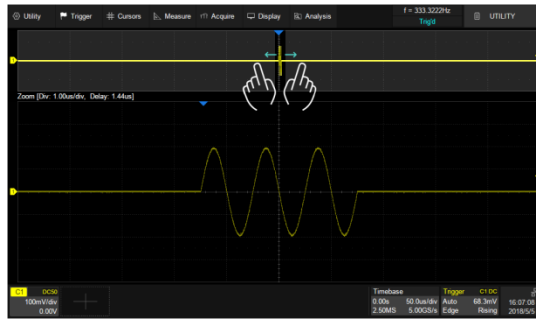 Utility Trigger Cursors Measure Acquire Display Analysis f = 333.3222Hz Trig'd UTILITY
Zoom [Div: 1.00us/div, Delay: 1.44us]
C1 DC50
100mV/div
0.00V
Timebase
0.00s 50.0us/div
2.50MS 5.00GS/s
Trigger C1 DC
Auto 68.3mV
Edge Rising
16:07:08
2018/5/5